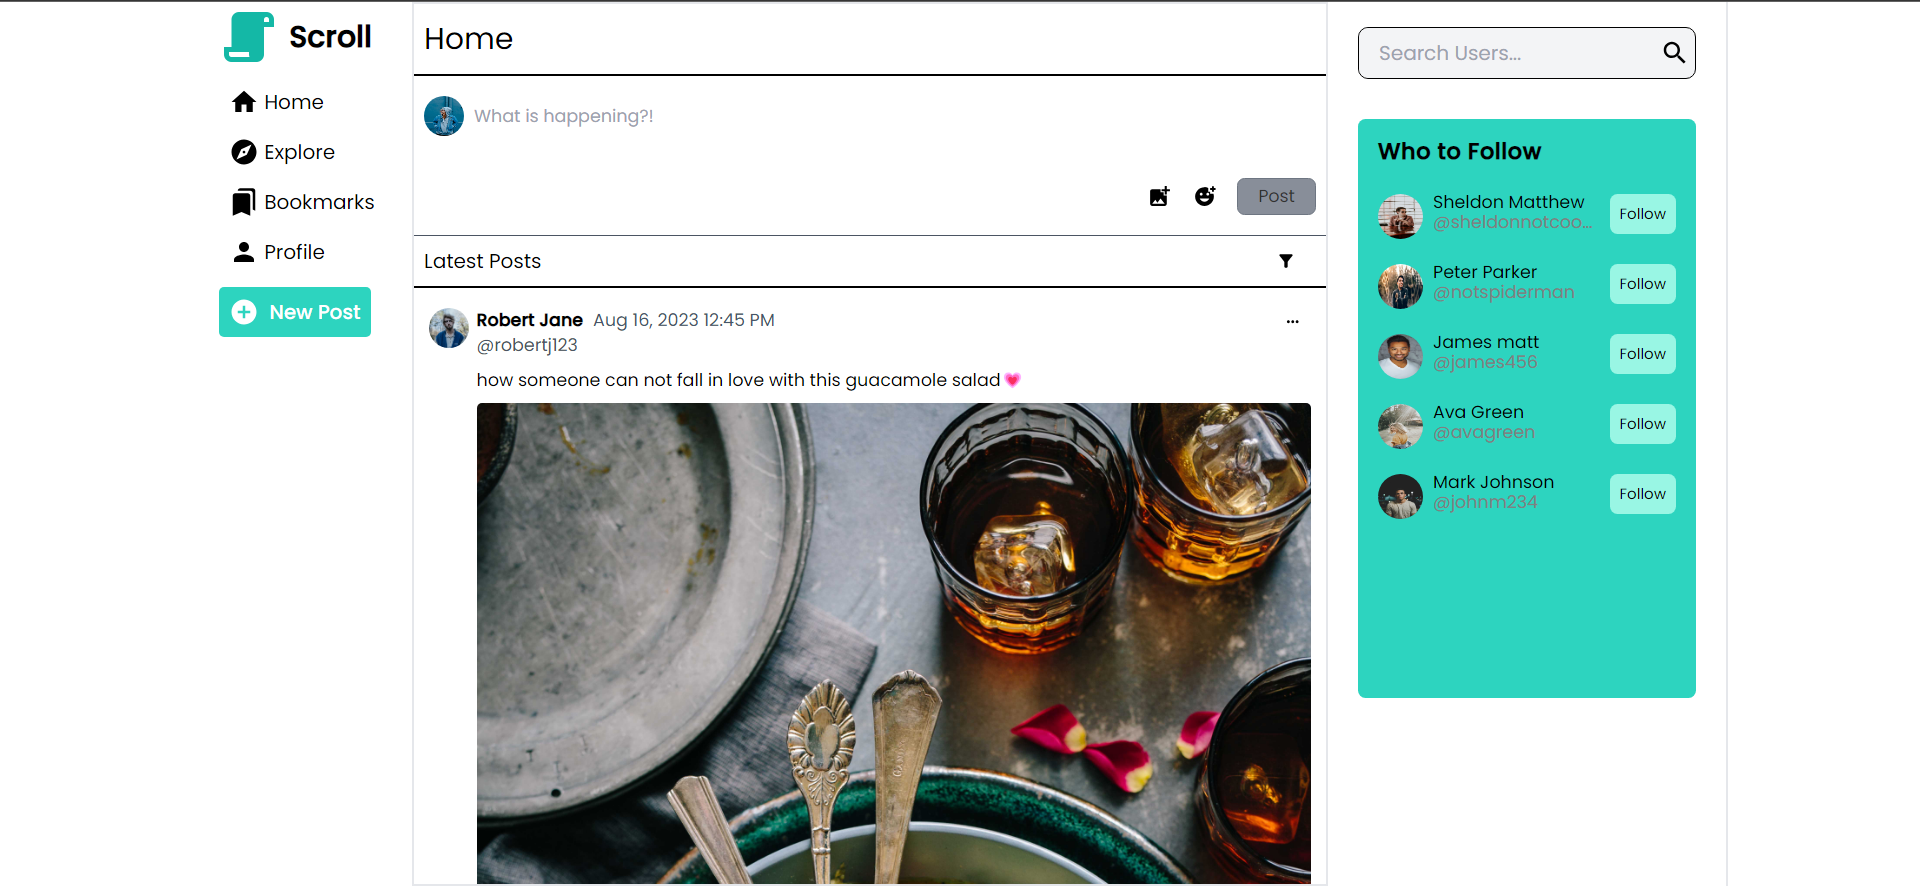 Scroll
Home
Explore
Bookmarks
Profile
New Post
Home
What is happening?!
Post
Latest Posts
Robert Jane Aug 16, 2023 12:45 PM
@robertj123
how someone can not fall in love with this guacamole salad💗
Search Users...
Who to Follow
Sheldon Matthew
@sheldonnotcoo...
Follow
Peter Parker
@notspiderman
Follow
James matt
@james456
Follow
Ava Green
@avagreen
Follow
Mark Johnson
@johnm234
Follow